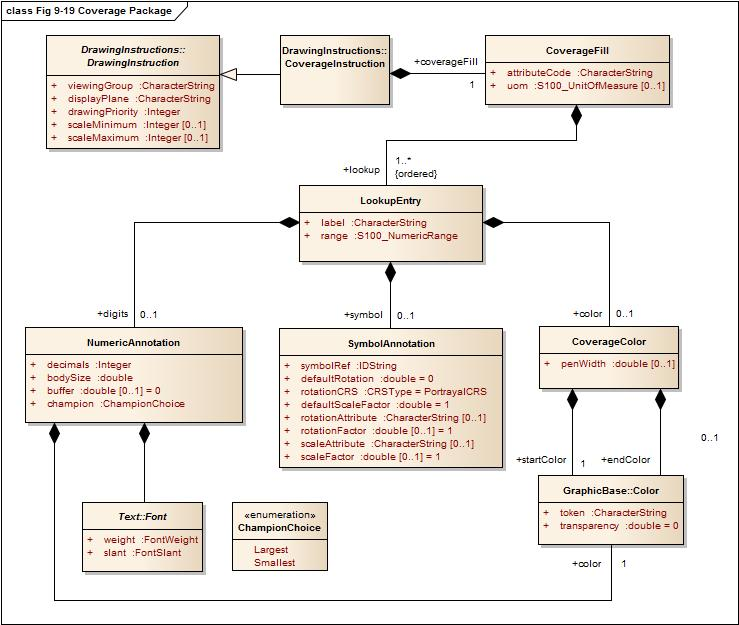 class Fig 9-19 Coverage Package
DrawingInstructions::
DrawingInstruction
+ viewingGroup :CharacterString
+ displayPlane :CharacterString
+ drawingPriority :Integer
+ scaleMinimum :Integer [0..1]
+ scaleMaximum :Integer [0..1]
DrawingInstructions::
CoverageInstruction
+coverageFill
1
CoverageFill
+ attributeCode :CharacterString
+ uom :S100_UnitOfMeasure [0..1]
+lookup
1..*
{ordered}
LookupEntry
+ label :CharacterString
+ range :S100_NumericRange
+digits 0..1
+symbol 0..1
+color 0..1
NumericAnnotation
+ decimals :Integer
+ bodySize :double
+ buffer :double [0..1] = 0
+ champion :ChampionChoice
SymbolAnnotation
+ symbolRef :IDString
+ defaultRotation :double = 0
+ rotationCRS :CRSType = PortrayalCRS
+ defaultScaleFactor :double = 1
+ rotationAttribute :CharacterString [0..1]
+ rotationFactor :double [0..1] = 1
+ scaleAttribute :CharacterString [0..1]
+ scaleFactor :double [0..1] = 1
CoverageColor
+ penWidth :double [0..1]
0..1
+startColor 1
+endColor
Text::Font
+ weight :FontWeight
+ slant :FontSlant
«enumeration»
ChampionChoice
Largest
Smallest
GraphicBase::Color
+ token :CharacterString
+ transparency :double = 0
+color 1